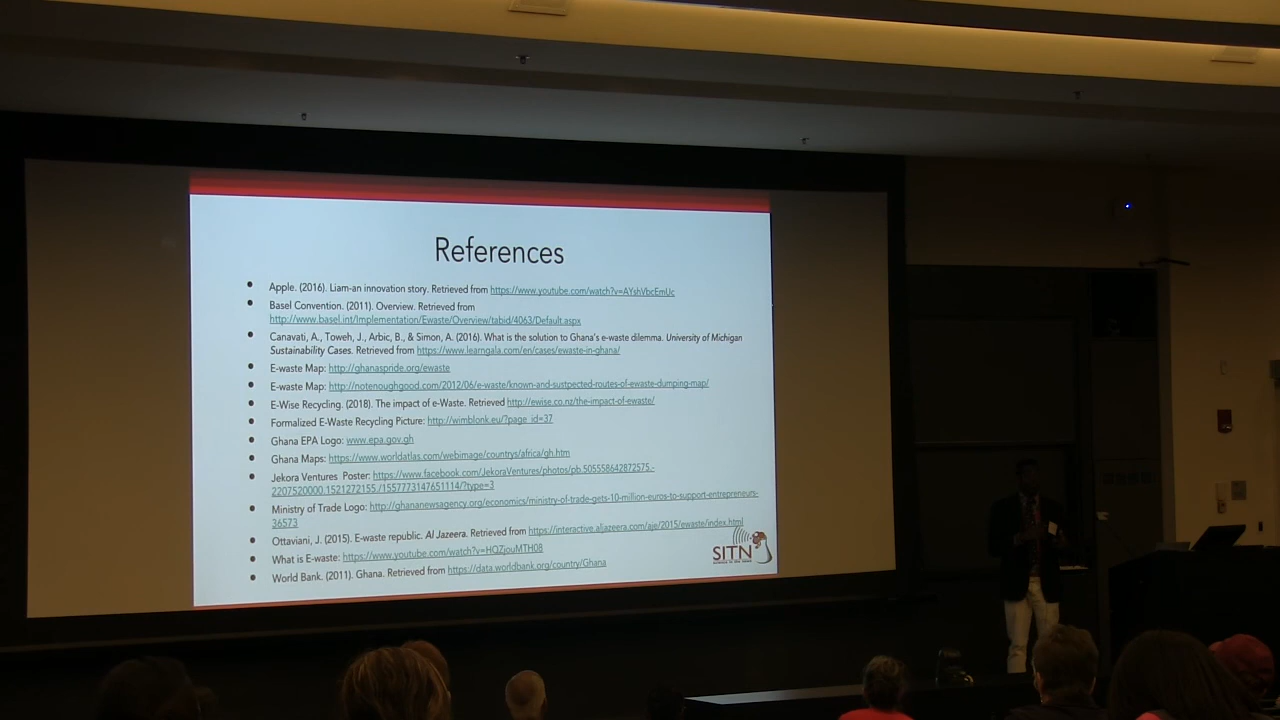 References
• Apple. (2016). Liam-an innovation story. Retrieved from https://www.youtube.com/watch?v=AYshVbcEmUc
• Basel Convention. (2011). Overview. Retrieved from
http://www.basel.int/Implementation/Ewaste/Overview/tabid/4063/Default.aspx
• Canavati, A., Toweh, J., Arbic, B., & Simon, A. (2016). What is the solution to Ghana's e-waste dilemma. University of Michigan
Sustainability Cases. Retrieved from https://www.learngala.com/en/cases/ewaste-in-ghana/
• E-waste Map: http://ghanaspride.org/ewaste
• E-waste Map: http://notenoughgood.com/2012/06/e-waste/known-and-sustpected-routes-of-ewaste-dumping-map/
• E-Wise Recycling. (2018). The impact of e-Waste. Retrieved http://ewise.co.nz/the-impact-of-ewaste/
• Formalized E-Waste Recycling Picture: http://wimblonk.eu/?page_id=37
• Ghana EPA Logo: www.epa.gov.gh
• Ghana Maps: https://www.worldatlas.com/webimage/countrys/africa/gh.htm
• Jekora Ventures Poster: https://www.facebook.com/JekoraVentures/photos/pb.505558642872575.-
2207520000.1521272155./1557773147651114/?type=3
• Ministry of Trade Logo: http://ghananewsagency.org/economics/ministry-of-trade-gets-10-million-euros-to-support-entrepreneurs-
36573
• Ottaviani, J. (2015). E-waste republic. Al Jazeera. Retrieved from https://interactive.aljazeera.com/aje/2015/ewaste/index.html
• What is E-waste: https://www.youtube.com/watch?v=HQZjouMTH08
• World Bank. (2011). Ghana. Retrieved from https://data.worldbank.org/country/Ghana
SITN